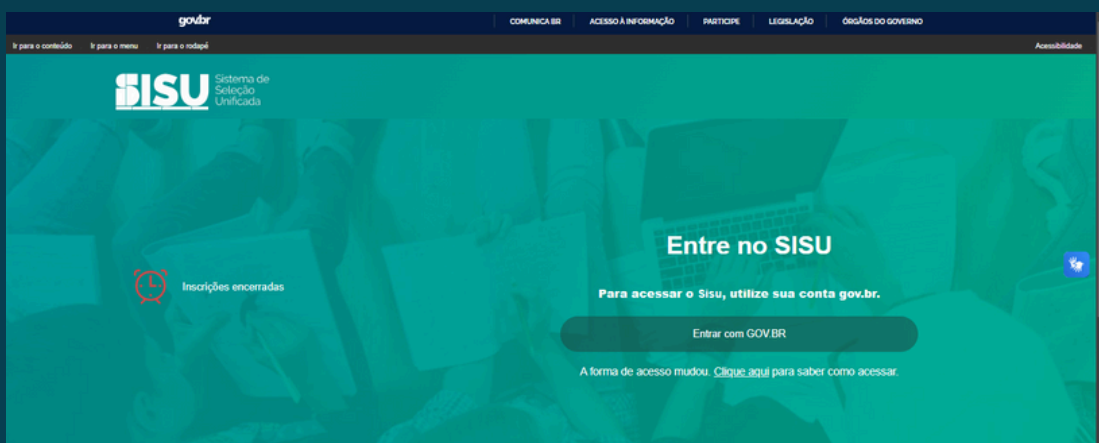 gov.br
COMUNICA BR ACESSO À INFORMAÇÃO PARTICIPE LEGISLAÇÃO ÓRGÃOS DO GOVERNO
Ir para o conteúdo Ir para o menu Ir para o rodapé Acessibilidade
SISU
Sistema de
Seleção
Unificada
Inscrições encerradas
Entre no SISU
Para acessar o Sisu, utilize sua conta gov.br.
Entrar com GOV.BR
A forma de acesso mudou. Clique aqui para saber como acessar.